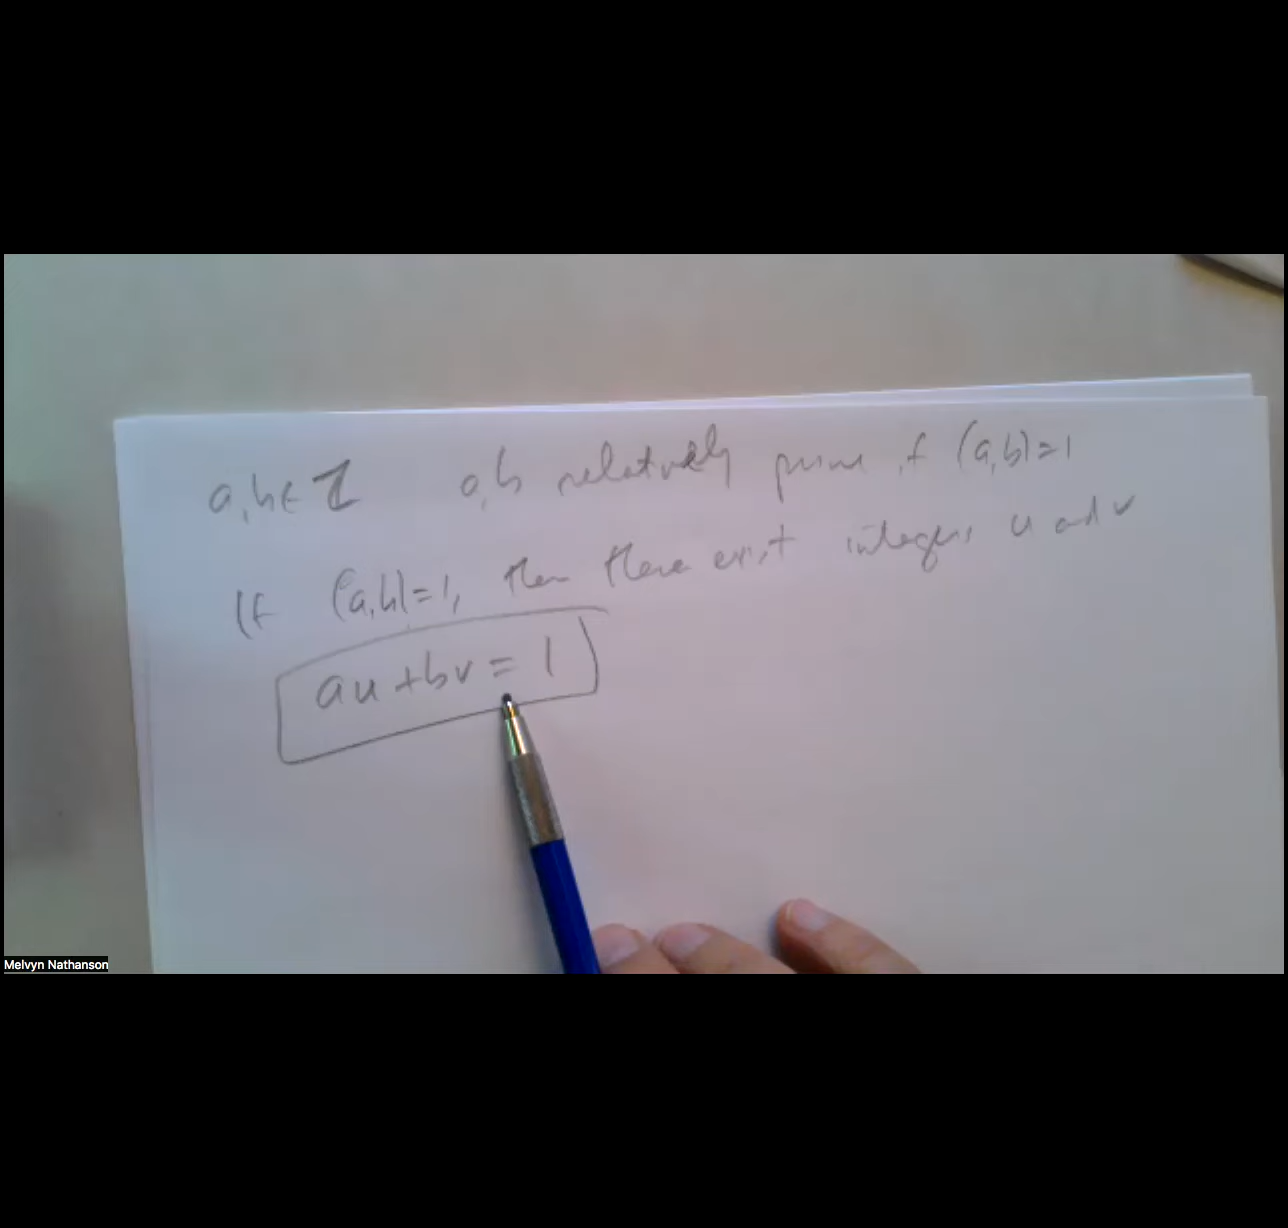 a,b∈ℤ a,b relatively prime if (a,b)=1
If (a,b)=1, then there exist integers u and v
au+bv=1
Melvyn Nathanson